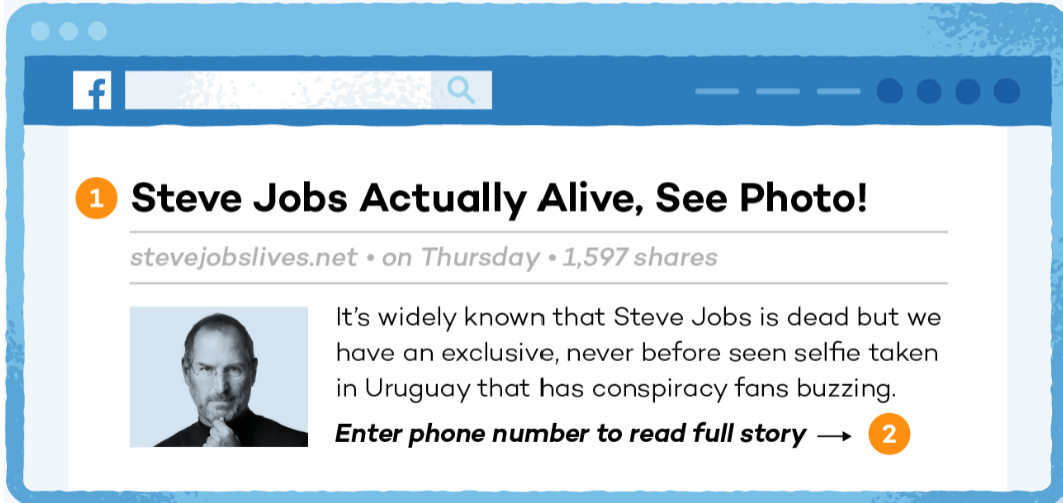 f
1 Steve Jobs Actually Alive, See Photo!
stevejobslives.net • on Thursday • 1,597 shares
It’s widely known that Steve Jobs is dead but we
have an exclusive, never before seen selfie taken
in Uruguay that has conspiracy fans buzzing.
Enter phone number to read full story → 2